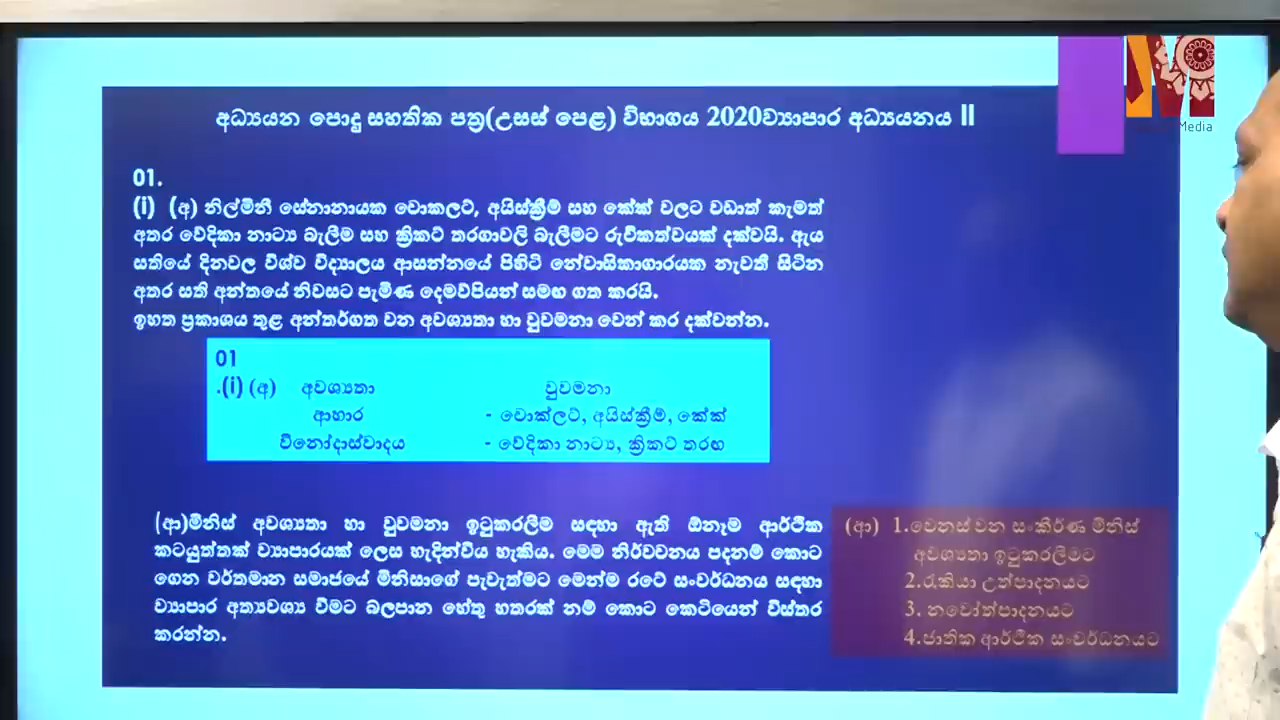 අධ්‍යයන පොදු සහතික පත්‍ර(උසස් පෙළ) විභාගය 2020ව්‍යාපාර අධ්‍යයනය II
Media
01.
(i) (අ) නිල්මිනී සේනානායක චොකලට්, අයිස්ක්‍රීම් සහ කේක් වලට වඩාත් කැමත්
අතර වේදිකා නාට්‍ය බැලීම සහ ක්‍රිකට් තරගාවලි බැලීමට රුචිකත්වයක් දක්වයි. ඇය
සතියේ දිනවල විශ්ව විද්‍යාලය ආසන්නයේ පිහිටි නේවාසිකාගාරයක නැවතී සිටින
අතර සති අන්තයේ නිවසට පැමිණ දෙමව්පියන් සමඟ ගත කරයි.
ඉහත ප්‍රකාශය තුළ අන්තර්ගත වන අවශ්‍යතා හා වුවමනා වෙන් කර දක්වන්න.
01
.(i) (අ) අවශ්‍යතා වුවමනා
ආහාර - චොක්ලට්, අයිස්ක්‍රීම්, කේක්
විනෝදාස්වාදය - වේදිකා නාට්‍ය, ක්‍රිකට් තරඟ
(ආ)මිනිස් අවශ්‍යතා හා වුවමනා ඉටුකරලීම සඳහා ඇති ඕනෑම ආර්ථික
කටයුත්තක් ව්‍යාපාරයක් ලෙස හැඳින්විය හැකිය. මෙම නිර්වචනය පදනම් කොට
ගෙන වර්තමාන සමාජයේ මිනිසාගේ පැවැත්මට මෙන්ම රටේ සංවර්ධනය සඳහා
ව්‍යාපාර අත්‍යවශ්‍ය වීමට බලපාන හේතු හතරක් නම් කොට කෙටියෙන් විස්තර
කරන්න.
(ආ) 1.වෙනස් වන සංකීර්ණ මිනිස්
අවශ්‍යතා ඉටුකරලීමට
2.රැකියා උත්පාදනයට
3. නවෝත්පාදනයට
4.ජාතික ආර්ථික සංවර්ධනයට